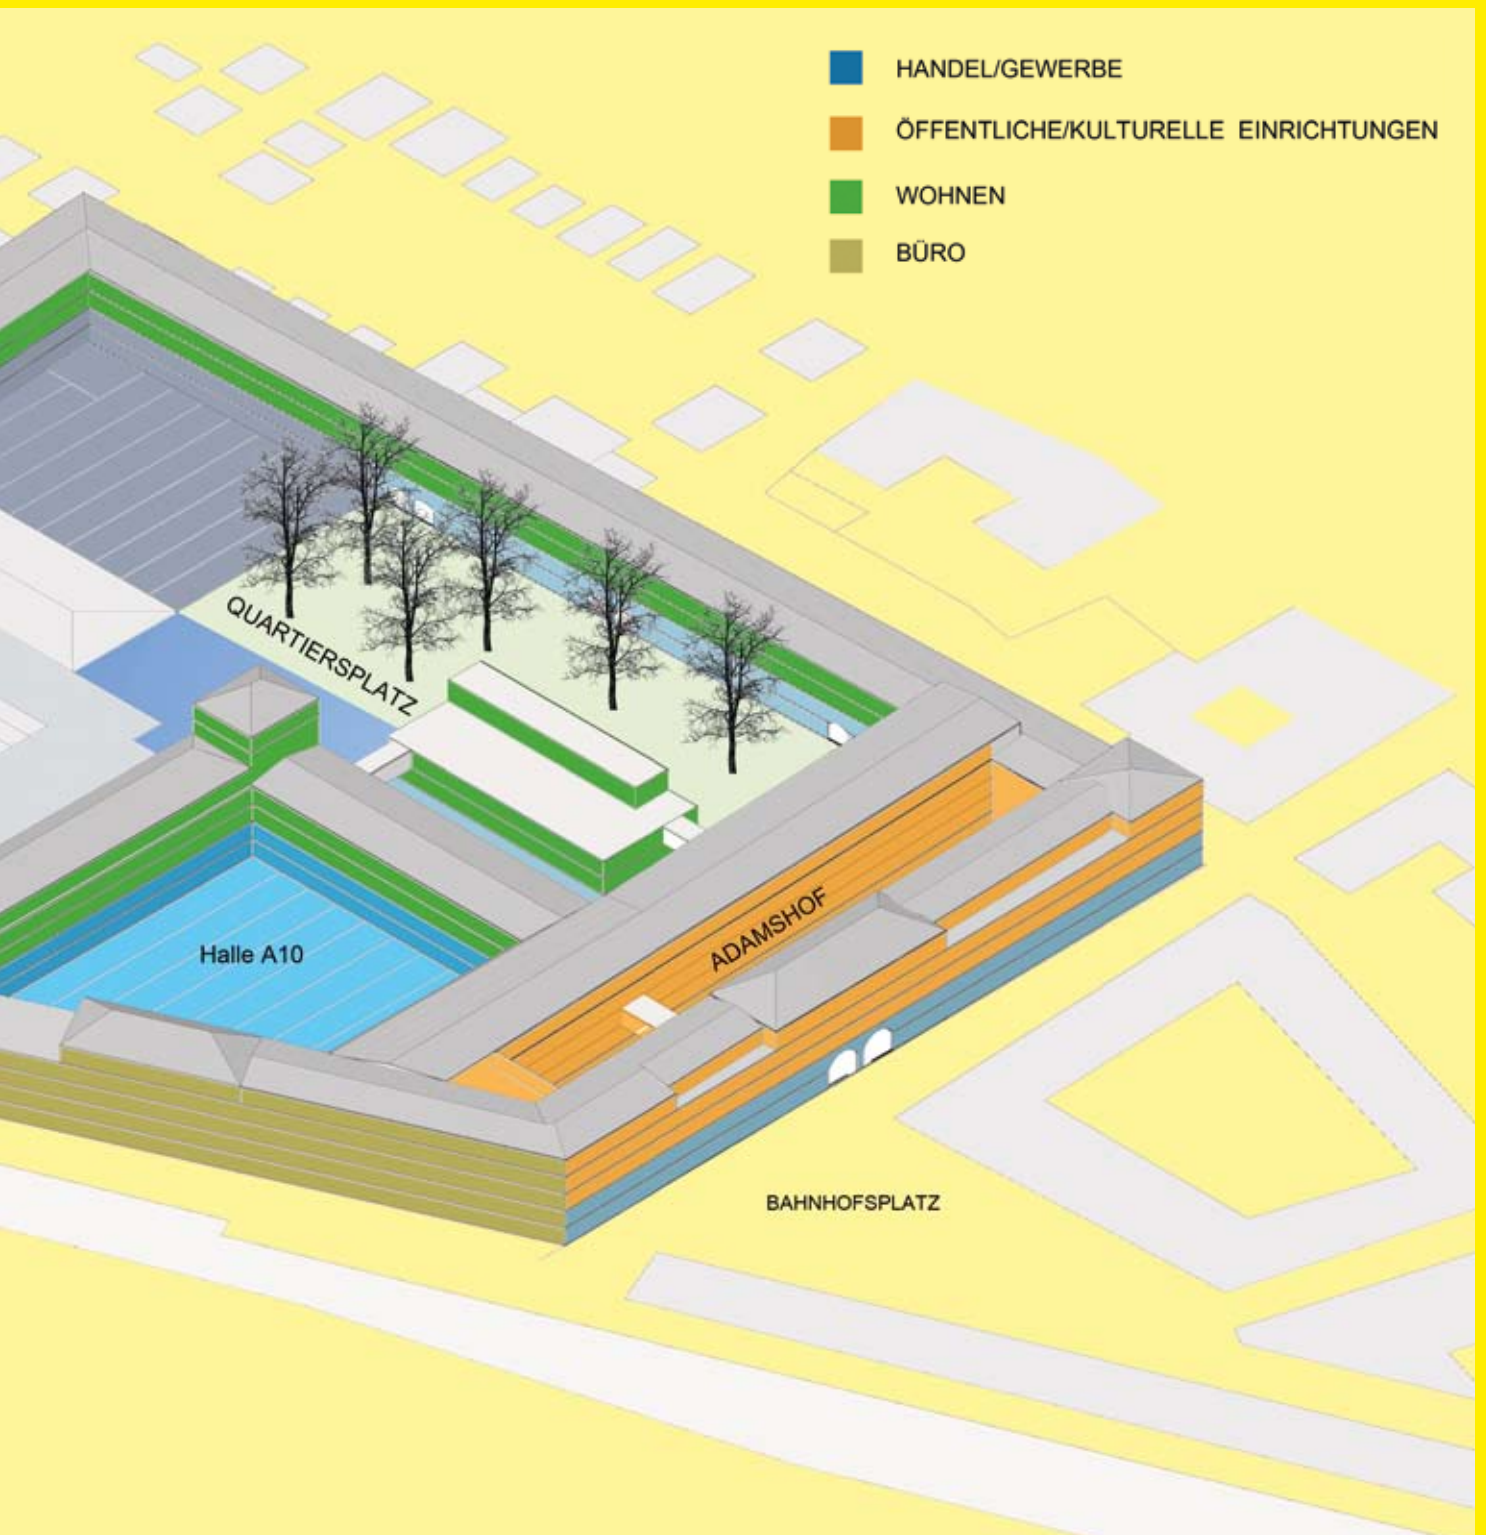 HANDEL/GEWERBE
ÖFFENTLICHE/KULTURELLE EINRICHTUNGEN
WOHNEN
BÜRO
QUARTIERSPLATZ
ADAMSHOF
Halle A10
BAHNHOFSPLATZ